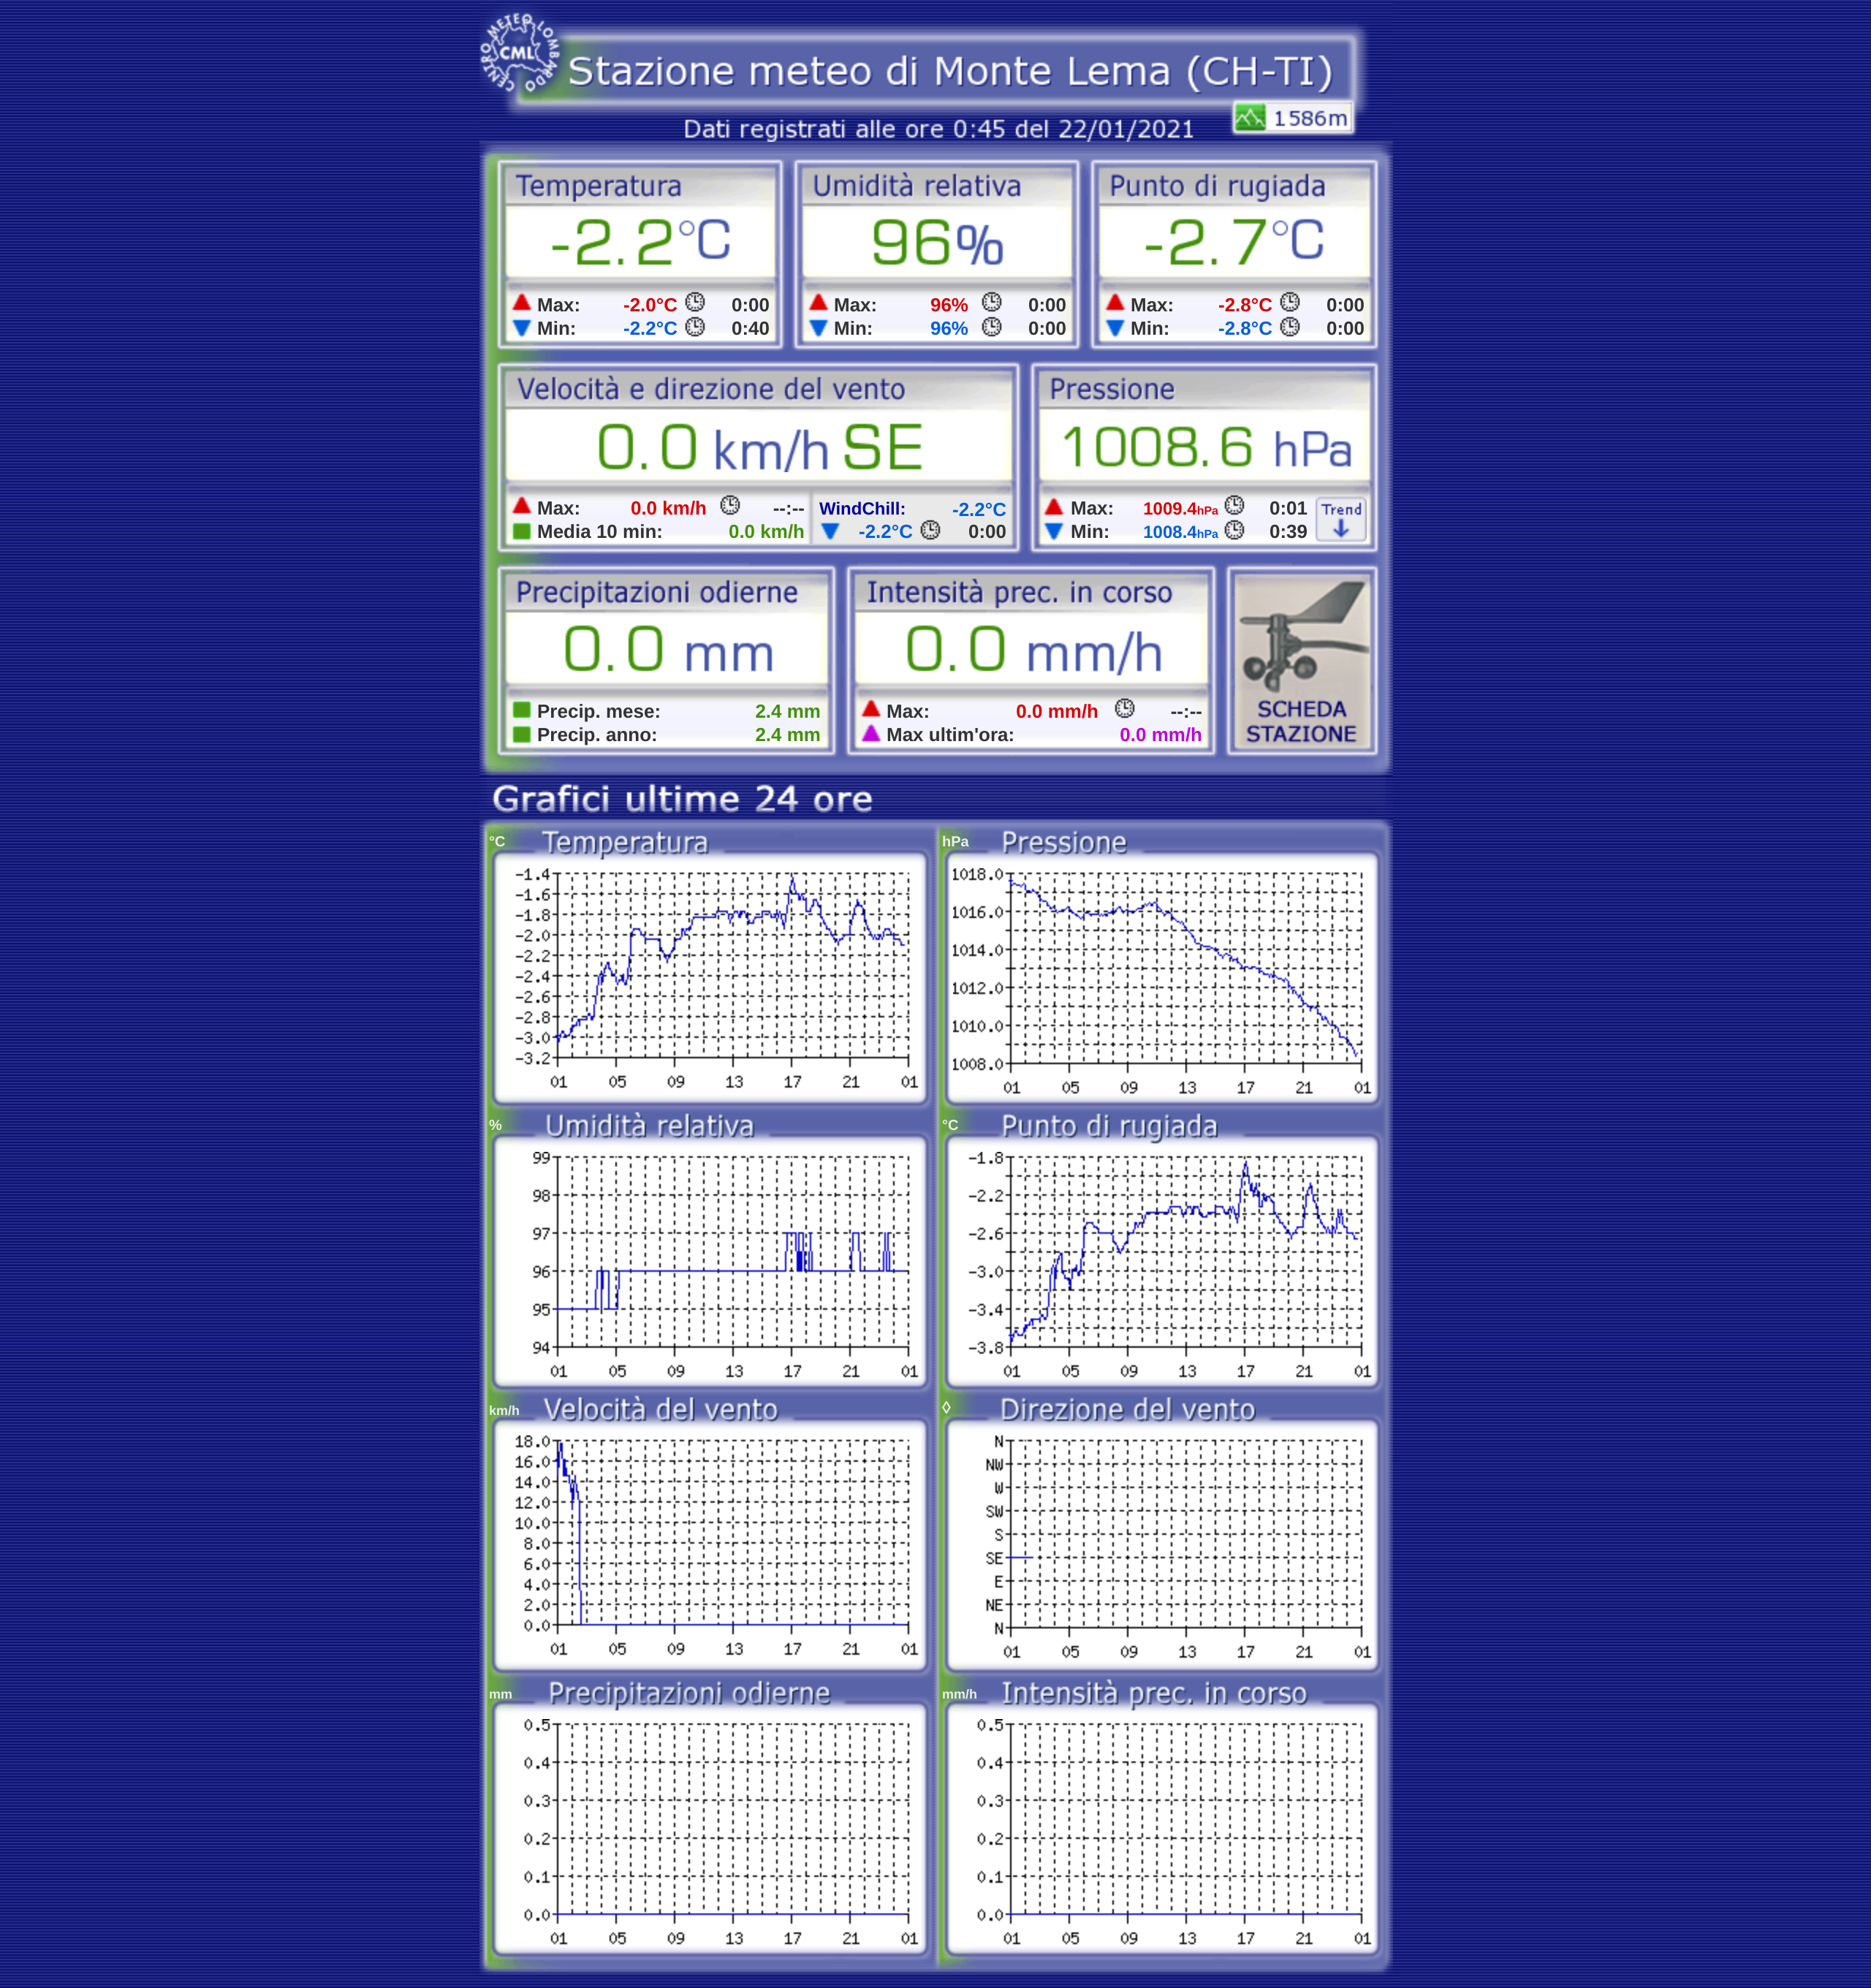 CENTRO METEO LOMBARDO
CML
Stazione meteo di Monte Lema (CH-TI)
1586m
Dati registrati alle ore 0:45 del 22/01/2021
Temperatura
-2.2°C
Max: -2.0°C 0:00
Min: -2.2°C 0:40
Umidità relativa
96%
Max: 96% 0:00
Min: 96% 0:00
Punto di rugiada
-2.7°C
Max: -2.8°C 0:00
Min: -2.8°C 0:00
Velocità e direzione del vento
0.0 km/h SE
Max: 0.0 km/h --:--
Media 10 min: 0.0 km/h
WindChill: -2.2°C
-2.2°C 0:00
Pressione
1008.6 hPa
Max: 1009.4hPa 0:01
Min: 1008.4hPa 0:39
Trend
Precipitazioni odierne
0.0 mm
Precip. mese: 2.4 mm
Precip. anno: 2.4 mm
Intensità prec. in corso
0.0 mm/h
Max: 0.0 mm/h --:--
Max ultim'ora: 0.0 mm/h
SCHEDA
STAZIONE
Grafici ultime 24 ore
°C Temperatura
-1.4
-1.6
-1.8
-2.0
-2.2
-2.4
-2.6
-2.8
-3.0
-3.2
01 05 09 13 17 21 01
hPa Pressione
1018.0
1016.0
1014.0
1012.0
1010.0
1008.0
01 05 09 13 17 21 01
% Umidità relativa
99
98
97
96
95
94
01 05 09 13 17 21 01
°C Punto di rugiada
-1.8
-2.2
-2.6
-3.0
-3.4
-3.8
01 05 09 13 17 21 01
km/h Velocità del vento
18.0
16.0
14.0
12.0
10.0
8.0
6.0
4.0
2.0
0.0
01 05 09 13 17 21 01
◊ Direzione del vento
N
NW
W
SW
S
SE
E
NE
N
01 05 09 13 17 21 01
mm Precipitazioni odierne
0.5
0.4
0.3
0.2
0.1
0.0
01 05 09 13 17 21 01
mm/h Intensità prec. in corso
0.5
0.4
0.3
0.2
0.1
0.0
01 05 09 13 17 21 01